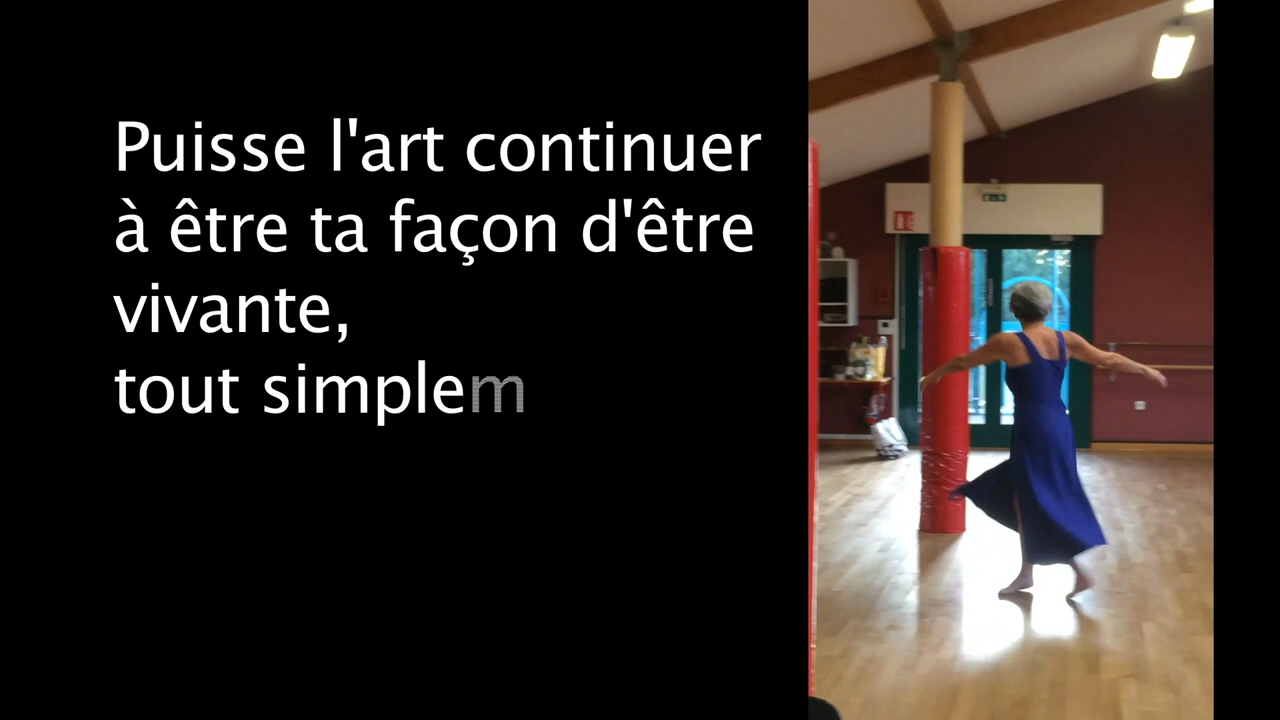 Puisse l'art continuer
à être ta façon d'être
vivante,
tout simplem